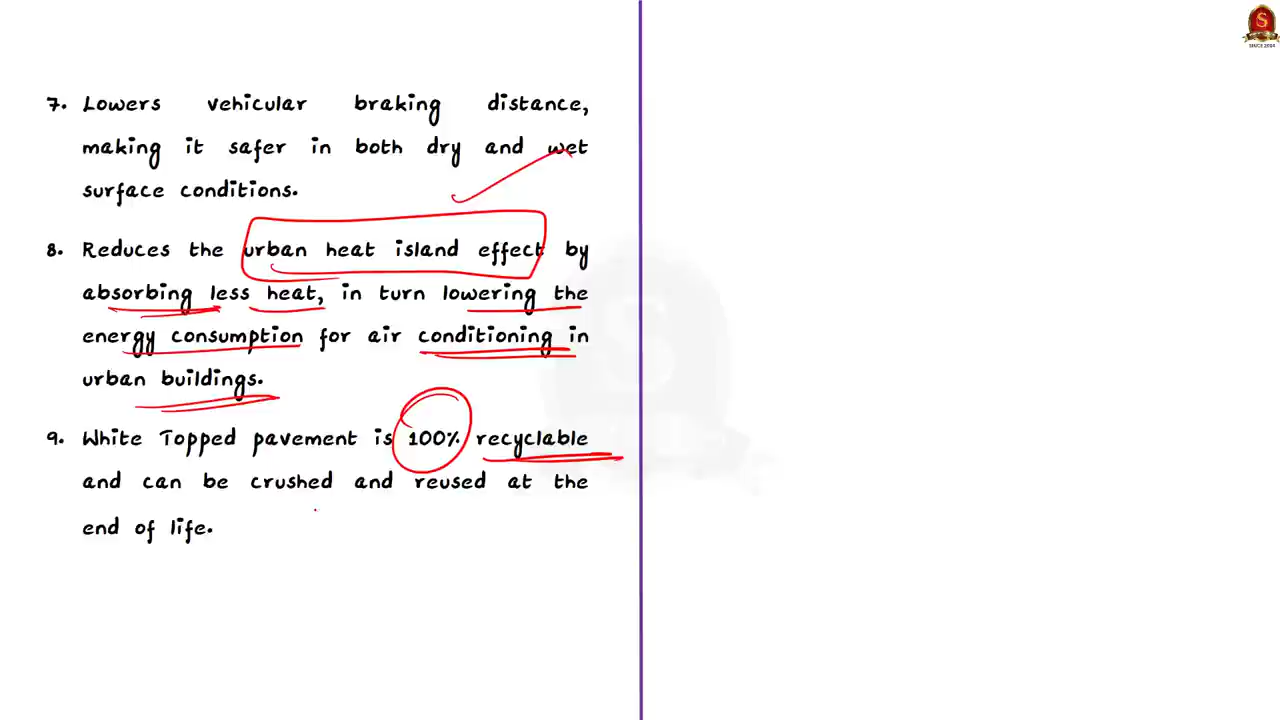 7. Lowers vehicular braking distance,
making it safer in both dry and wet
surface conditions.
8. Reduces the urban heat island effect by
absorbing less heat, in turn lowering the
energy consumption for air conditioning in
urban buildings.
9. White Topped pavement is 100% recyclable
and can be crushed and reused at the
end of life.
S
SINCE 2004